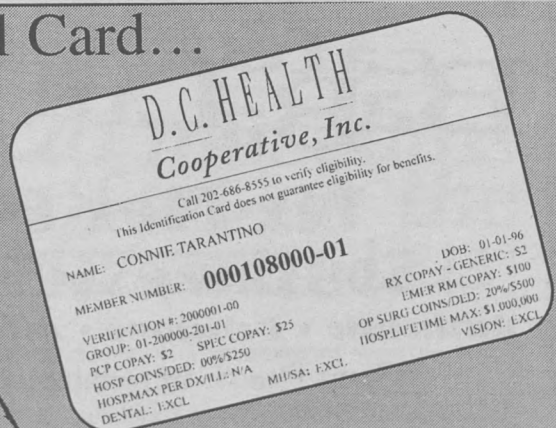 l Card...
D.C. HEALTH
Cooperative, Inc.
Call 202-686-8555 to verify eligibility.
This Identification Card does not guarantee eligibility for benefits.
NAME: CONNIE TARANTINO
MEMBER NUMBER: 000108000-01
VERIFICATION #: 2000001-00 DOB: 01-01-96
GROUP: 01-200000-201-01 RX COPAY - GENERIC: $2
PCP COPAY: $2 SPEC COPAY: $25 EMER RM COPAY: $100
HOSP COINS/DED: 00%/$250 OP SURG COINS/DED: 20%/$500
HOSP.MAX PER DX/ILL: N/A HOSP.LIFETIME MAX: $1,000,000
DENTAL: EXCL MH/SA: EXCL VISION: EXCL